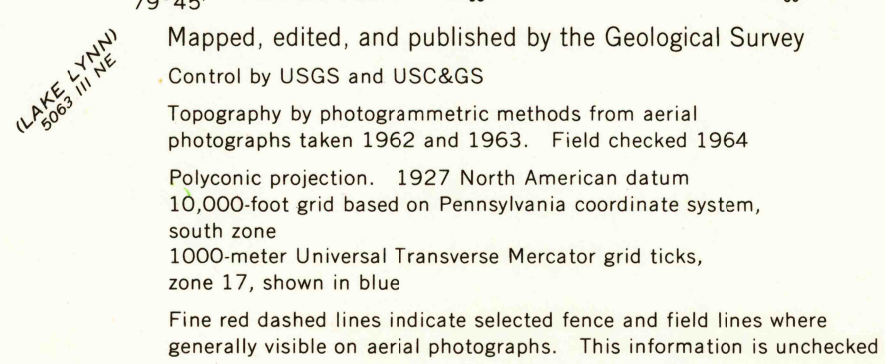 79°45'
(LAKE LYNN)
5063 III NE
Mapped, edited, and published by the Geological Survey
Control by USGS and USC&GS
Topography by photogrammetric methods from aerial
photographs taken 1962 and 1963. Field checked 1964
Polyconic projection. 1927 North American datum
10,000-foot grid based on Pennsylvania coordinate system,
south zone
1000-meter Universal Transverse Mercator grid ticks,
zone 17, shown in blue
Fine red dashed lines indicate selected fence and field lines where
generally visible on aerial photographs. This information is unchecked